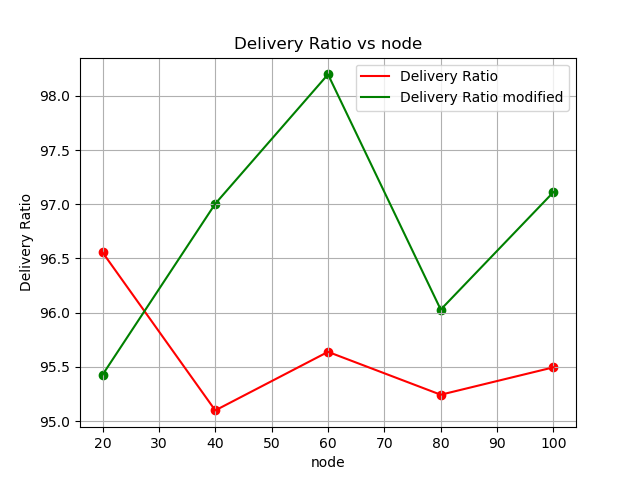 Delivery Ratio vs node
Delivery Ratio
Delivery Ratio modified
98.0
97.5
97.0
96.5
96.0
95.5
95.0
Delivery Ratio
20 30 40 50 60 70 80 90 100
node